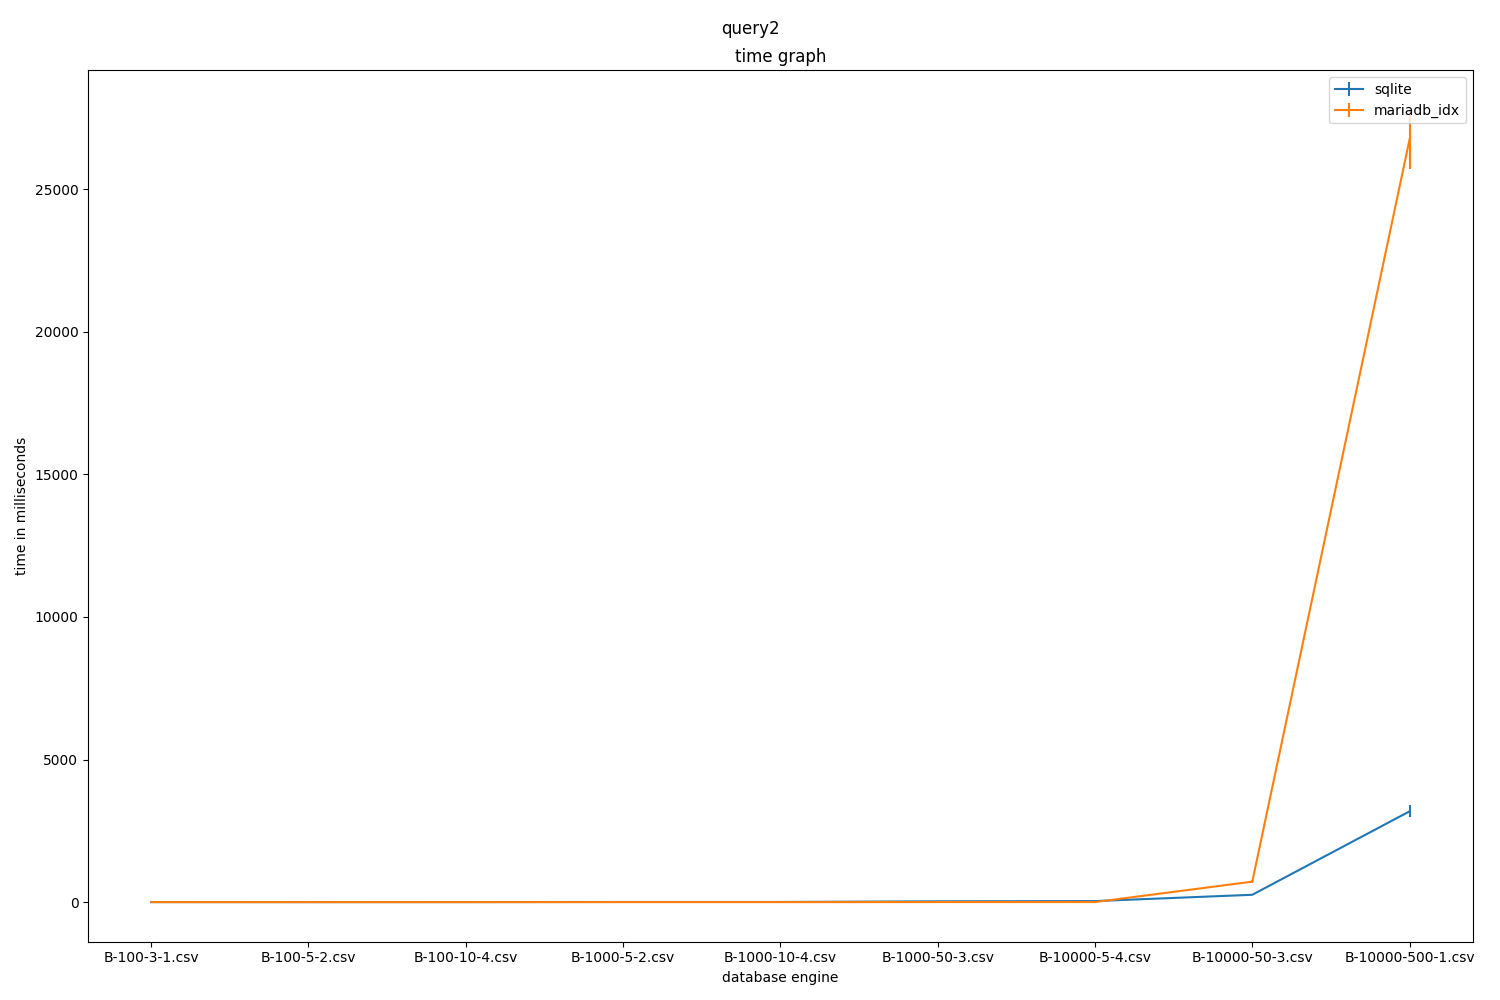 query2
time graph
sqlite
mariadb_idx
25000
20000
15000
10000
5000
0
time in milliseconds
B-100-3-1.csv
B-100-5-2.csv
B-100-10-4.csv
B-1000-5-2.csv
B-1000-10-4.csv
B-1000-50-3.csv
B-10000-5-4.csv
B-10000-50-3.csv
B-10000-500-1.csv
database engine